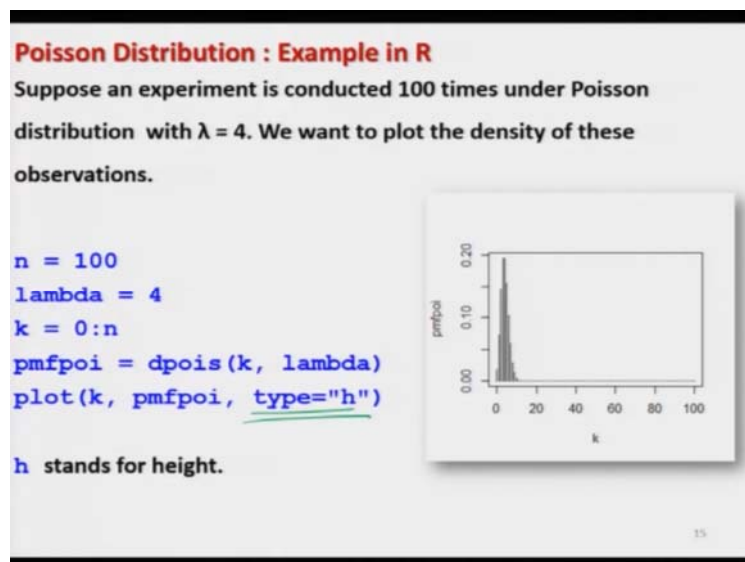 Poisson Distribution : Example in R
Suppose an experiment is conducted 100 times under Poisson
distribution with λ = 4. We want to plot the density of these
observations.
n = 100
lambda = 4
k = 0:n
pmfpoi = dpois(k, lambda)
plot(k, pmfpoi, type="h")
h stands for height.
pmfpoi
0.20
0.10
0.00
0 20 40 60 80 100
k
15